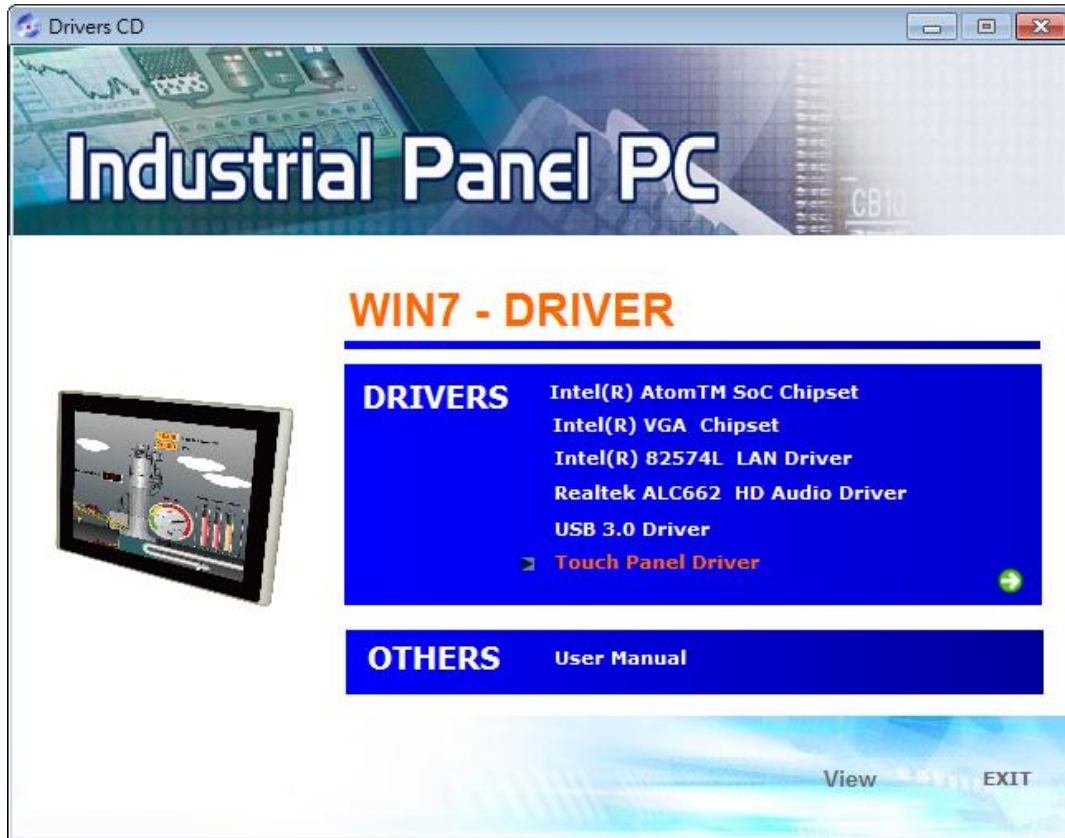 Drivers CD
Industrial Panel PC
CB10
WIN7 - DRIVER
DRIVERS
Intel(R) AtomTM SoC Chipset
Intel(R) VGA Chipset
Intel(R) 82574L LAN Driver
Realtek ALC662 HD Audio Driver
USB 3.0 Driver
Touch Panel Driver
OTHERS
User Manual
View
EXIT